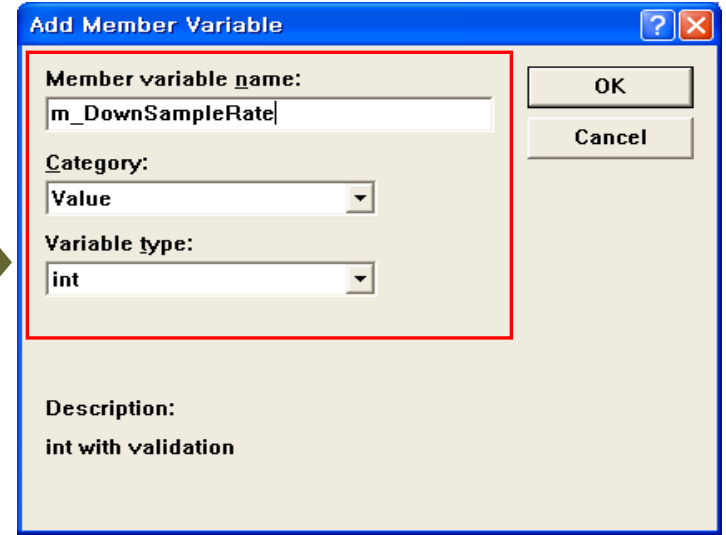 Add Member Variable
Member variable name:
m_DownSampleRate
Category:
Value
Variable type:
int
Description:
int with validation
OK
Cancel